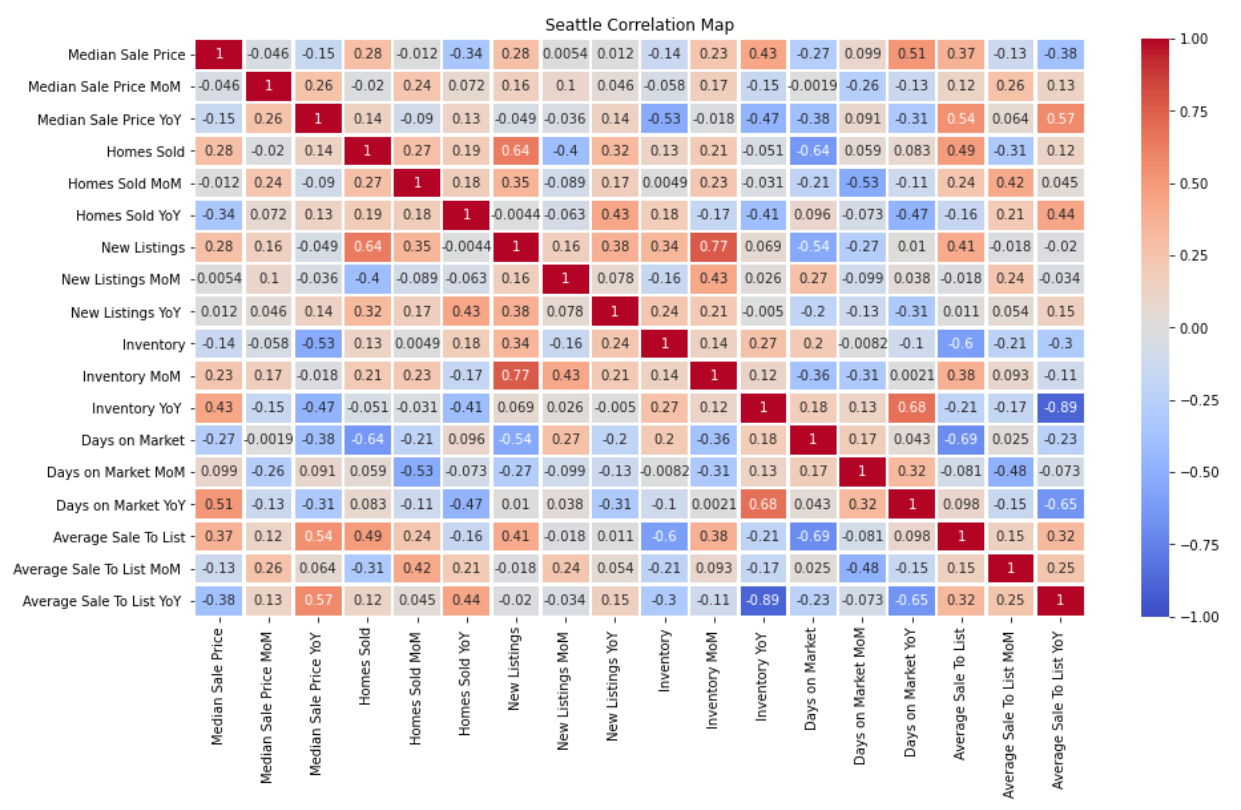 Seattle Correlation Map
Median Sale Price 1 -0.046 -0.15 0.28 -0.012 -0.34 0.28 0.0054 0.012 -0.14 0.23 0.43 -0.27 0.099 0.51 0.37 -0.13 -0.38
Median Sale Price MoM -0.046 1 0.26 -0.02 0.24 0.072 0.16 0.1 0.046 -0.058 0.17 -0.15 -0.0019 -0.26 -0.13 0.12 0.26 0.13
Median Sale Price YoY -0.15 0.26 1 0.14 -0.09 0.13 -0.049 -0.036 0.14 -0.53 -0.018 -0.47 -0.38 0.091 -0.31 0.54 0.064 0.57
Homes Sold 0.28 -0.02 0.14 1 0.27 0.19 0.64 -0.4 0.32 0.13 0.21 -0.051 -0.64 0.059 0.083 0.49 -0.31 0.12
Homes Sold MoM -0.012 0.24 -0.09 0.27 1 0.18 0.35 -0.089 0.17 0.0049 0.23 -0.031 -0.21 -0.53 -0.11 0.24 0.42 0.045
Homes Sold YoY -0.34 0.072 0.13 0.19 0.18 1 -0.0044 -0.063 0.43 0.18 -0.17 -0.41 0.096 -0.073 -0.47 -0.16 0.21 0.44
New Listings 0.28 0.16 -0.049 0.64 0.35 -0.0044 1 0.16 0.38 0.34 0.77 0.069 -0.54 -0.27 0.01 0.41 -0.018 -0.02
New Listings MoM 0.0054 0.1 -0.036 -0.4 -0.089 -0.063 0.16 1 0.078 -0.16 0.43 0.026 0.27 -0.099 0.038 -0.018 0.24 -0.034
New Listings YoY 0.012 0.046 0.14 0.32 0.17 0.43 0.38 0.078 1 0.24 0.21 -0.005 -0.2 -0.13 -0.31 0.011 0.054 0.15
Inventory -0.14 -0.058 -0.53 0.13 0.0049 0.18 0.34 -0.16 0.24 1 0.14 0.27 0.2 -0.0082 -0.1 -0.6 -0.21 -0.3
Inventory MoM 0.23 0.17 -0.018 0.21 0.23 -0.17 0.77 0.43 0.21 0.14 1 0.12 -0.36 -0.31 0.0021 0.38 0.093 -0.11
Inventory YoY 0.43 -0.15 -0.47 -0.051 -0.031 -0.41 0.069 0.026 -0.005 0.27 0.12 1 0.18 0.13 0.68 -0.21 -0.17 -0.89
Days on Market -0.27 -0.0019 -0.38 -0.64 -0.21 0.096 -0.54 0.27 -0.2 0.2 -0.36 0.18 1 0.17 0.043 -0.69 0.025 -0.23
Days on Market MoM 0.099 -0.26 0.091 0.059 -0.53 -0.073 -0.27 -0.099 -0.13 -0.0082 -0.31 0.13 0.17 1 0.32 -0.081 -0.48 -0.073
Days on Market YoY 0.51 -0.13 -0.31 0.083 -0.11 -0.47 0.01 0.038 -0.31 -0.1 0.0021 0.68 0.043 0.32 1 0.098 -0.15 -0.65
Average Sale To List 0.37 0.12 0.54 0.49 0.24 -0.16 0.41 -0.018 0.011 -0.6 0.38 -0.21 -0.69 -0.081 0.098 1 0.15 0.32
Average Sale To List MoM -0.13 0.26 0.064 -0.31 0.42 0.21 -0.018 0.24 0.054 -0.21 0.093 -0.17 0.025 -0.48 -0.15 0.15 1 0.25
Average Sale To List YoY -0.38 0.13 0.57 0.12 0.045 0.44 -0.02 -0.034 0.15 -0.3 -0.11 -0.89 -0.23 -0.073 -0.65 0.32 0.25 1
Median Sale Price
Median Sale Price MoM
Median Sale Price YoY
Homes Sold
Homes Sold MoM
Homes Sold YoY
New Listings
New Listings MoM
New Listings YoY
Inventory
Inventory MoM
Inventory YoY
Days on Market
Days on Market MoM
Days on Market YoY
Average Sale To List
Average Sale To List MoM
Average Sale To List YoY
1.00
0.75
0.50
0.25
0.00
−0.25
−0.50
−0.75
−1.00